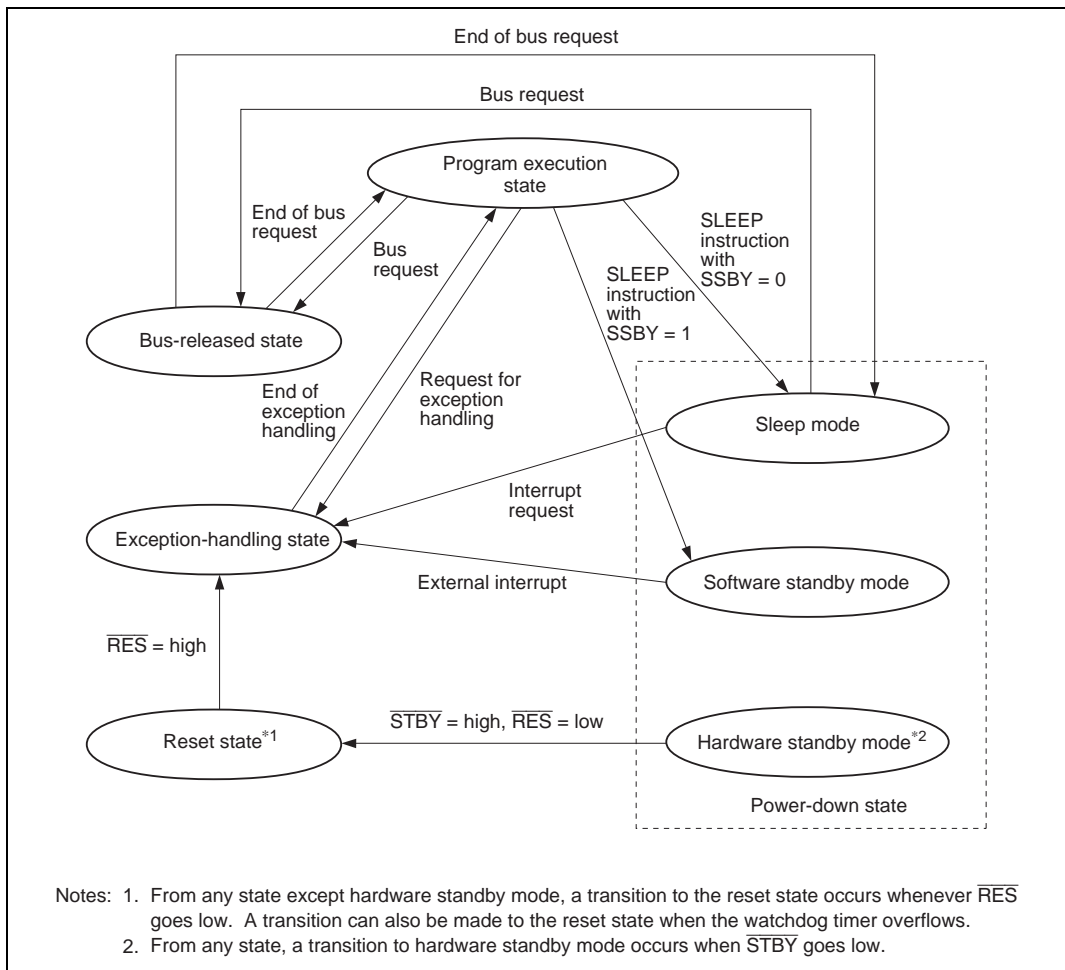 End of bus request
Bus request
Program execution
state
End of bus
request
Bus
request
SLEEP
instruction
with
SSBY = 0
SLEEP
instruction
with
SSBY = 1
Bus-released state
End of
exception
handling
Request for
exception
handling
Sleep mode
Interrupt
request
Exception-handling state
External interrupt
Software standby mode
R̅E̅S̅ = high
S̅T̅B̅Y̅ = high, R̅E̅S̅ = low
Reset state*1
Hardware standby mode*2
Power-down state
Notes: 1. From any state except hardware standby mode, a transition to the reset state occurs whenever R̅E̅S̅
goes low. A transition can also be made to the reset state when the watchdog timer overflows.
2. From any state, a transition to hardware standby mode occurs when S̅T̅B̅Y̅ goes low.